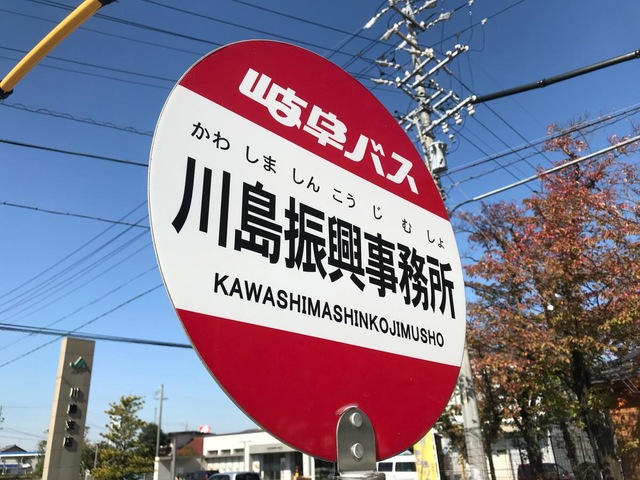 岐阜バス
かわ しま しん こう じ む しょ
川島振興事務所
KAWASHIMASHINKOJIMUSHO